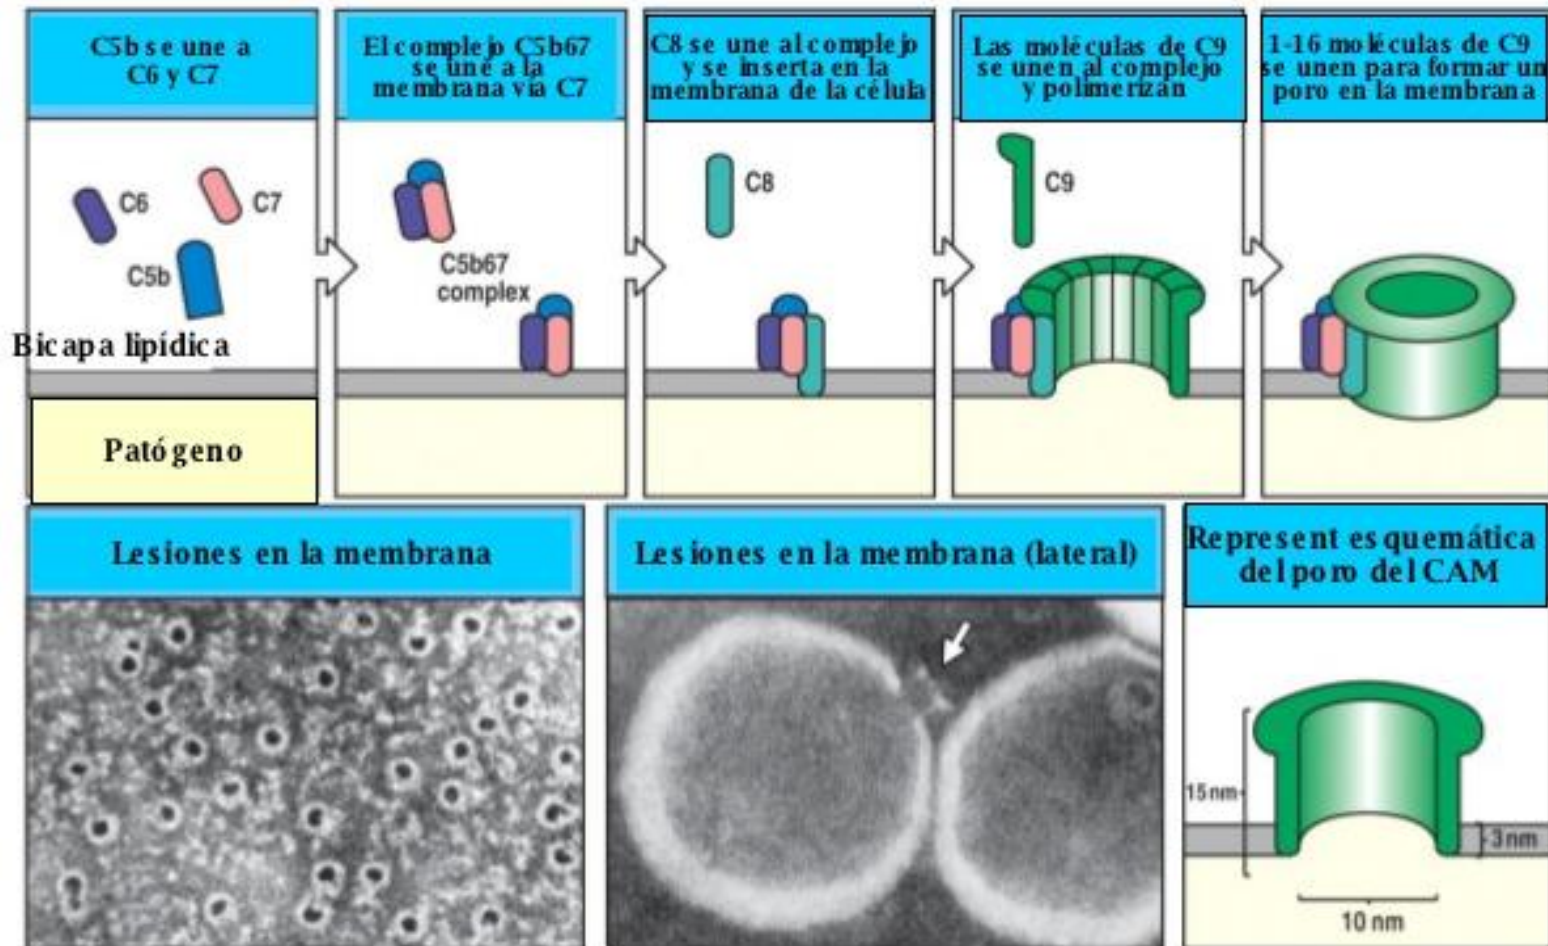 C5b se une a
C6 y C7
El complejo C5b67
se une a la
membrana vía C7
C8 se une al complejo
y se inserta en la
membrana de la célula
Las moléculas de C9
se unen al complejo
y polimerizan
1-16 moléculas de C9
se unen para formar un
poro en la membrana
C6
C7
C5b
Bicapa lipídica
Patógeno
C5b67
complex
C8
C9
Lesiones en la membrana
Lesiones en la membrana (lateral)
Represent esquemática
del poro del CAM
15 nm
3 nm
10 nm